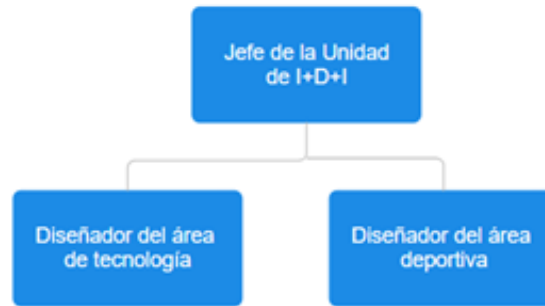 Jefe de la Unidad
de I+D+I
Diseñador del área
de tecnología
Diseñador del área
deportiva